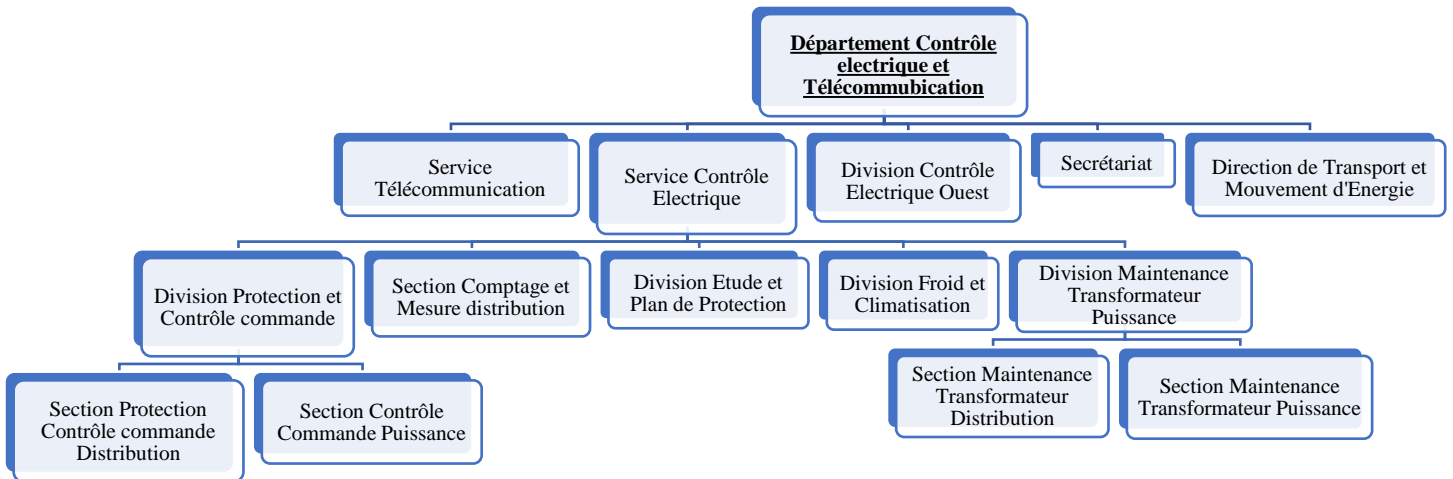 Département Contrôle
electrique et
Télécommubication
Service
Télécommunication
Service Contrôle
Electrique
Division Contrôle
Electrique Ouest
Secrétariat
Direction de Transport et
Mouvement d'Energie
Division Protection et
Contrôle commande
Section Comptage et
Mesure distribution
Division Etude et
Plan de Protection
Division Froid et
Climatisation
Division Maintenance
Transformateur
Puissance
Section Protection
Contrôle commande
Distribution
Section Contrôle
Commande Puissance
Section Maintenance
Transformateur
Distribution
Section Maintenance
Transformateur Puissance